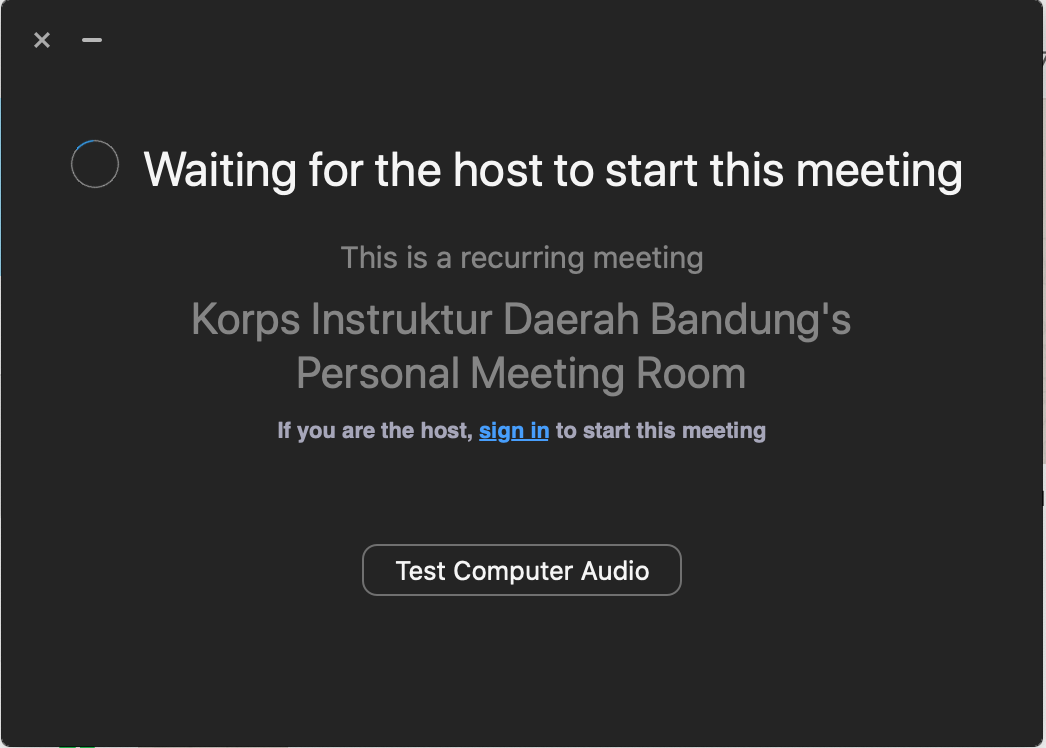 Waiting for the host to start this meeting
This is a recurring meeting
Korps Instruktur Daerah Bandung's
Personal Meeting Room
If you are the host, sign in to start this meeting
Test Computer Audio